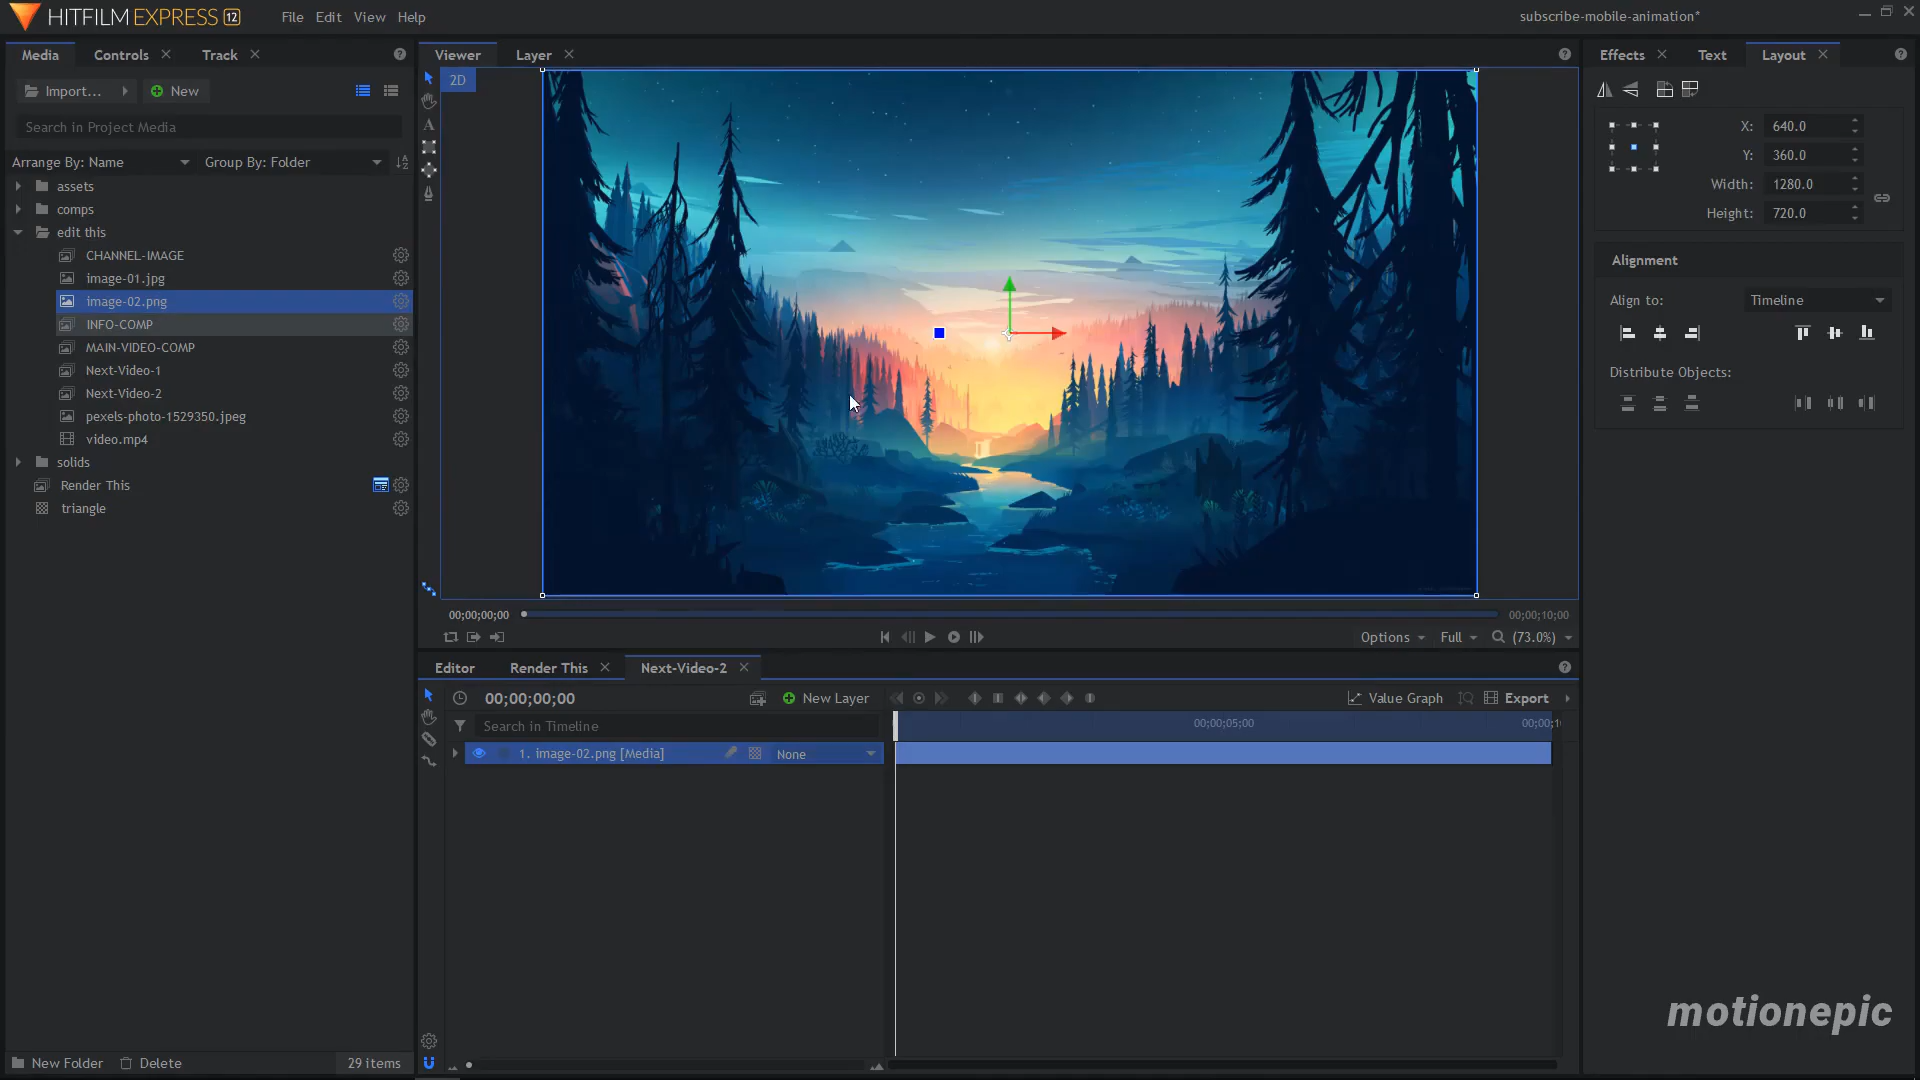 HITFILM EXPRESS 12 File Edit View Help subscribe-mobile-animation*
Media Controls Track
Import... New
Search in Project Media
Arrange By: Name Group By: Folder
assets
comps
edit this
CHANNEL-IMAGE
image-01.jpg
image-02.png
INFO-COMP
MAIN-VIDEO-COMP
Next-Video-1
Next-Video-2
pexels-photo-1529350.jpeg
video.mp4
solids
Render This
triangle
New Folder Delete 29 items
Viewer Layer
2D
00;00;00;00 00;00;10;00
Options Full (73.0%)
Editor Render This Next-Video-2
00;00;00;00 New Layer Value Graph Export
Search in Timeline 00;00;05;00 00;00;1
1. image-02.png [Media] None
Effects Text Layout
X: 640.0
Y: 360.0
Width: 1280.0
Height: 720.0
Alignment
Align to: Timeline
Distribute Objects:
motionepic